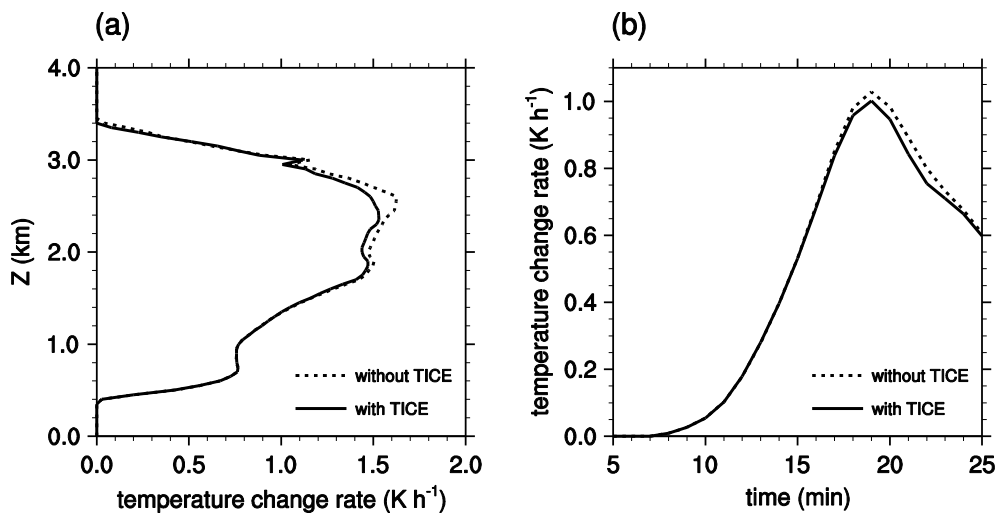 (a)
4.0
3.0
2.0
1.0
0.0
Z (km)
without TICE
with TICE
0.0 0.5 1.0 1.5 2.0
temperature change rate (K h-1)
(b)
1.0
0.8
0.6
0.4
0.2
0.0
temperature change rate (K h-1)
without TICE
with TICE
5 10 15 20 25
time (min)